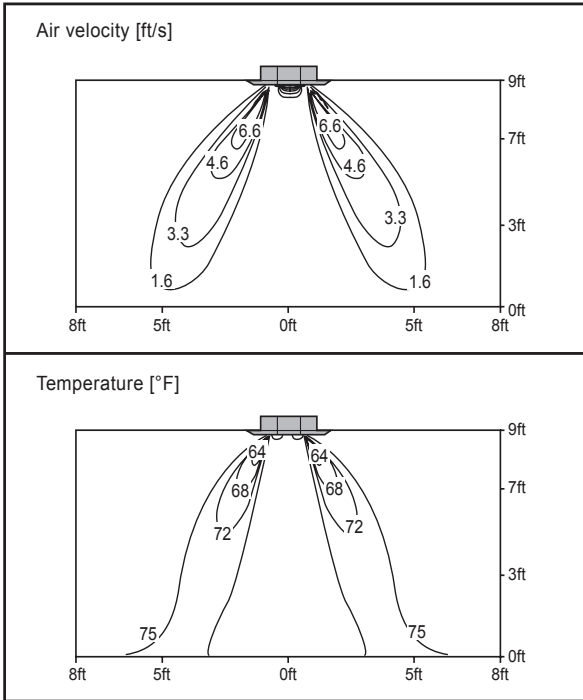 Air velocity [ft/s]
9ft
6.6 6.6 7ft
4.6 4.6
3.3 3.3 3ft
1.6 1.6
0ft
8ft 5ft 0ft 5ft 8ft
Temperature [°F]
9ft
64 64
68 68 7ft
72 72
3ft
75 75
0ft
8ft 5ft 0ft 5ft 8ft